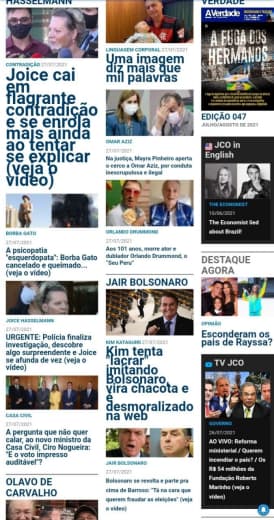 HASSELMANN
CONTRADIÇÃO 27/07/2021
Joice cai
em
flagrante
contradição
e se enrola
mais ainda
ao tentar
se explicar
(veja o
vídeo)
BORBA GATO
27/07/2021
A psicopatia
"esquerdopata": Borba Gato
cancelado e queimado...
(veja o vídeo)
JOICE HASSELMANN
27/07/2021
URGENTE: Polícia finaliza
investigação, descobre
algo surpreendente e Joice
se afunda de vez (veja o
vídeo)
CASA CIVIL
27/07/2021
A pergunta que não
quer calar, ao novo ministro da
Casa Civil, Ciro Nogueira:
"E o voto impresso
auditável"?
OLAVO DE
CARVALHO
LINGUAGEM CORPORAL 27/07/2021
Uma imagem
diz mais que
mil palavras
OMAR AZIZ
27/07/2021
Na justiça, Mayra Pinheiro aperta
o cerco a Omar Aziz, por conduta
inescrupulosa e ilegal
ORLANDO DRUMMOND
27/07/2021
Aos 101 anos, morre ator e
dublador Orlando Drummond, o
"Seu Peru"
JAIR BOLSONARO
KIM KATAGUIRI 27/07/2021
Kim tenta
"lacrar"
imitando
Bolsonaro,
vira chacota e
é
desmoralizado
na web
JAIR BOLSONARO
27/07/2021
Bolsonaro se revolta e parte pra
cima de Barroso: "Tá na cara que
querem fraudar as eleições" (veja
o vídeo)
VERDADE
A Verdade
A FUGA DOS
HERMANOS
EDIÇÃO 047
JULHO/AGOSTO DE 2021
JCO in
English
THE ECONOMIST
10/06/2021
The Economist lied
about Brazil!
DESTAQUE
AGORA
OPINIÃO
Esconderam os
pais de Rayssa?
TV JCO
GOVERNO
26/07/2021
AO VIVO: Reforma
ministerial / Querem
incendiar o país? / Os
R$ 54 milhões da
Fundação Roberto
Marinho (veja o
vídeo)